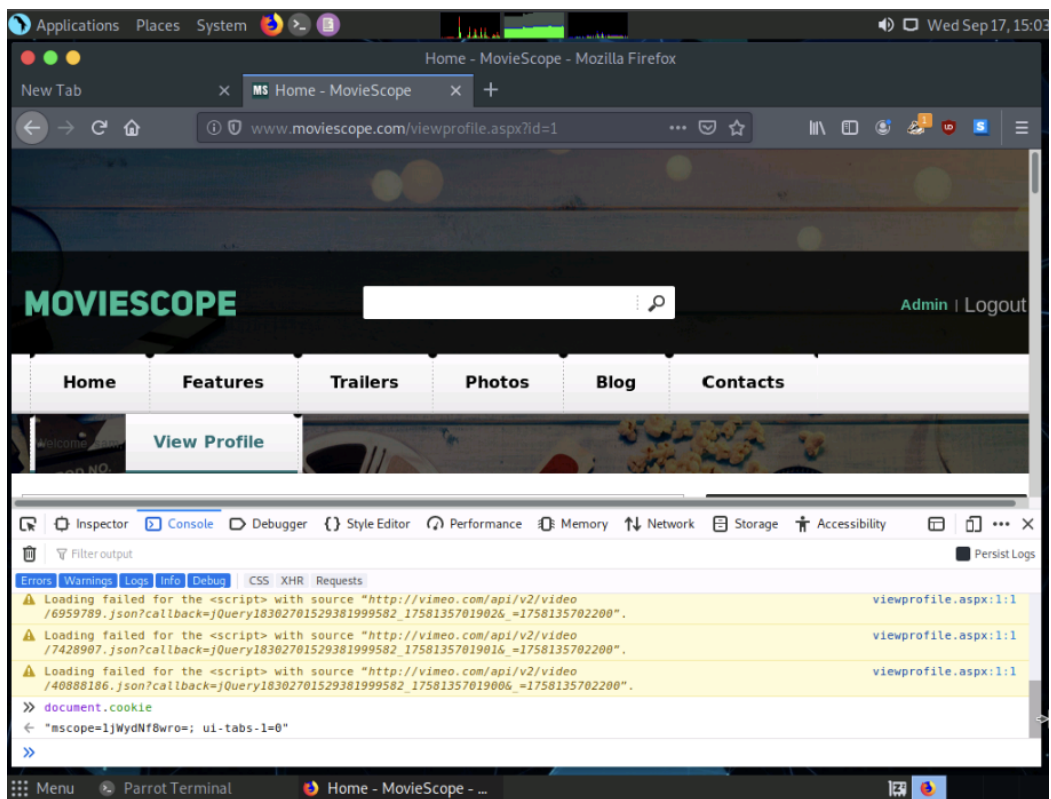 Applications Places System Wed Sep 17, 15:03
Home - MovieScope - Mozilla Firefox
New Tab MS Home - MovieScope
www.moviescope.com/viewprofile.aspx?id=1
MOVIESCOPE
Admin | Logout
Home Features Trailers Photos Blog Contacts
Welcome, sam
View Profile
OD NO.
Inspector Console Debugger Style Editor Performance Memory Network Storage Accessibility
Filter output Persist Logs
Errors Warnings Logs Info Debug CSS XHR Requests
Loading failed for the <script> with source "http://vimeo.com/api/v2/video viewprofile.aspx:1:1
/6959789.json?callback=jQuery18302701529381999582_1758135701902&_=1758135702200".
Loading failed for the <script> with source "http://vimeo.com/api/v2/video viewprofile.aspx:1:1
/7428907.json?callback=jQuery18302701529381999582_1758135701901&_=1758135702200".
Loading failed for the <script> with source "http://vimeo.com/api/v2/video viewprofile.aspx:1:1
/40888186.json?callback=jQuery18302701529381999582_1758135701900&_=1758135702200".
document.cookie
"mscope=1jWydNf8wro=; ui-tabs-1=0"
Menu Parrot Terminal Home - MovieScope - ...